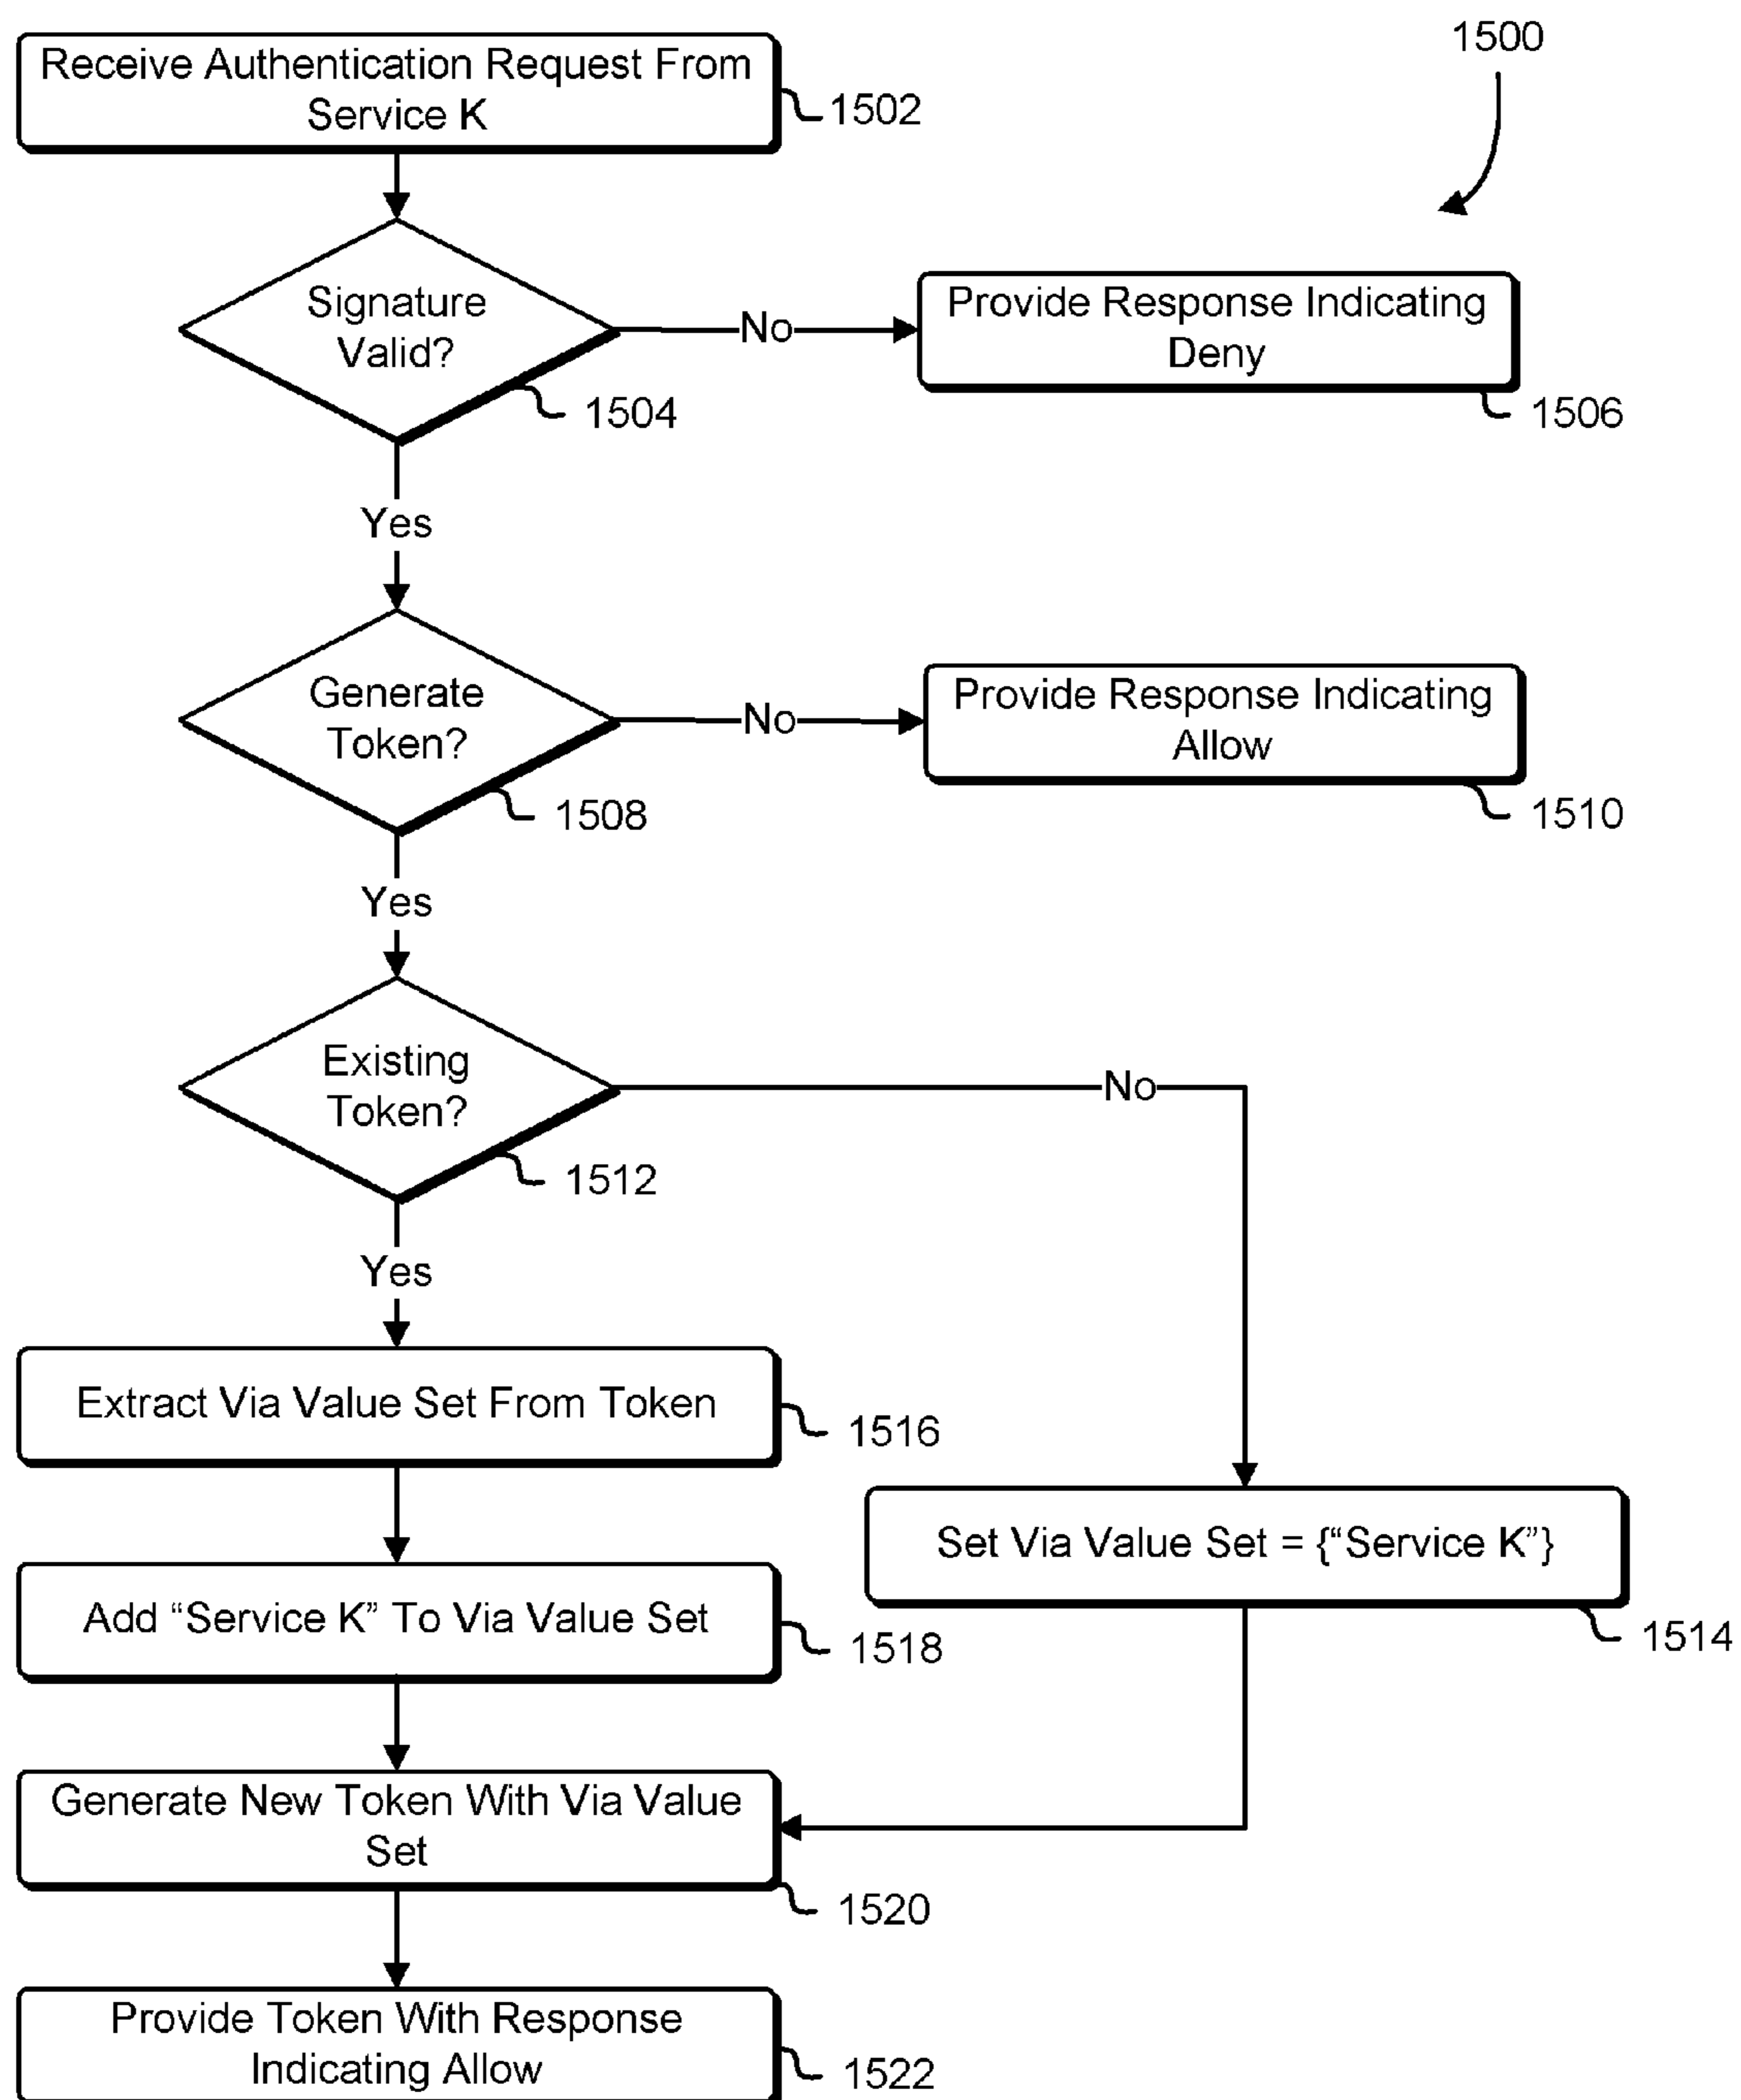 1500
Receive Authentication Request From
Service K
1502
Signature
Valid?
1504
No
Provide Response Indicating
Deny
1506
Yes
Generate
Token?
1508
No
Provide Response Indicating
Allow
1510
Yes
Existing
Token?
1512
No
Yes
Extract Via Value Set From Token
1516
Set Via Value Set = {“Service K”}
1514
Add “Service K” To Via Value Set
1518
Generate New Token With Via Value
Set
1520
Provide Token With Response
Indicating Allow
1522